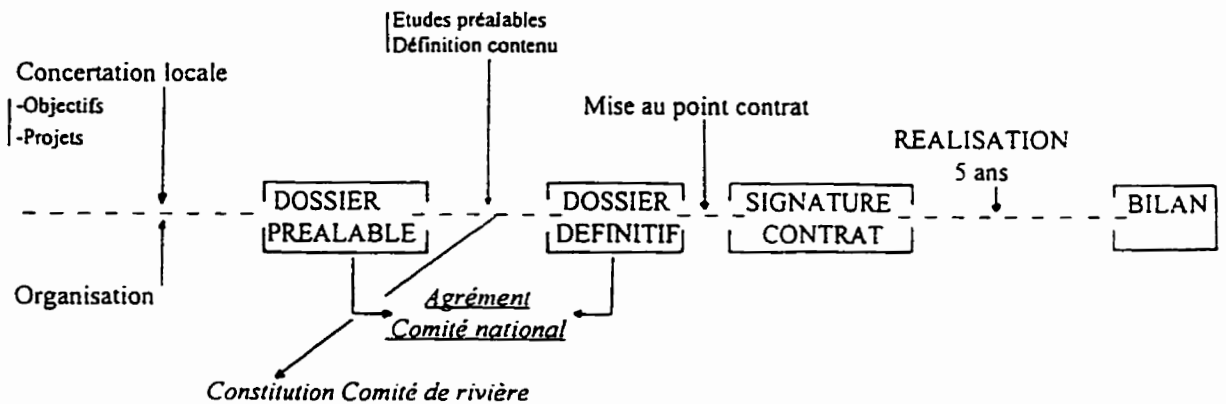 Etudes préalables
Définition contenu
Concertation locale
-Objectifs
-Projets
Mise au point contrat
REALISATION
5 ans
DOSSIER
PREALABLE
DOSSIER
DEFINITIF
SIGNATURE
CONTRAT
BILAN
Organisation
Agrément
Comité national
Constitution Comité de rivière